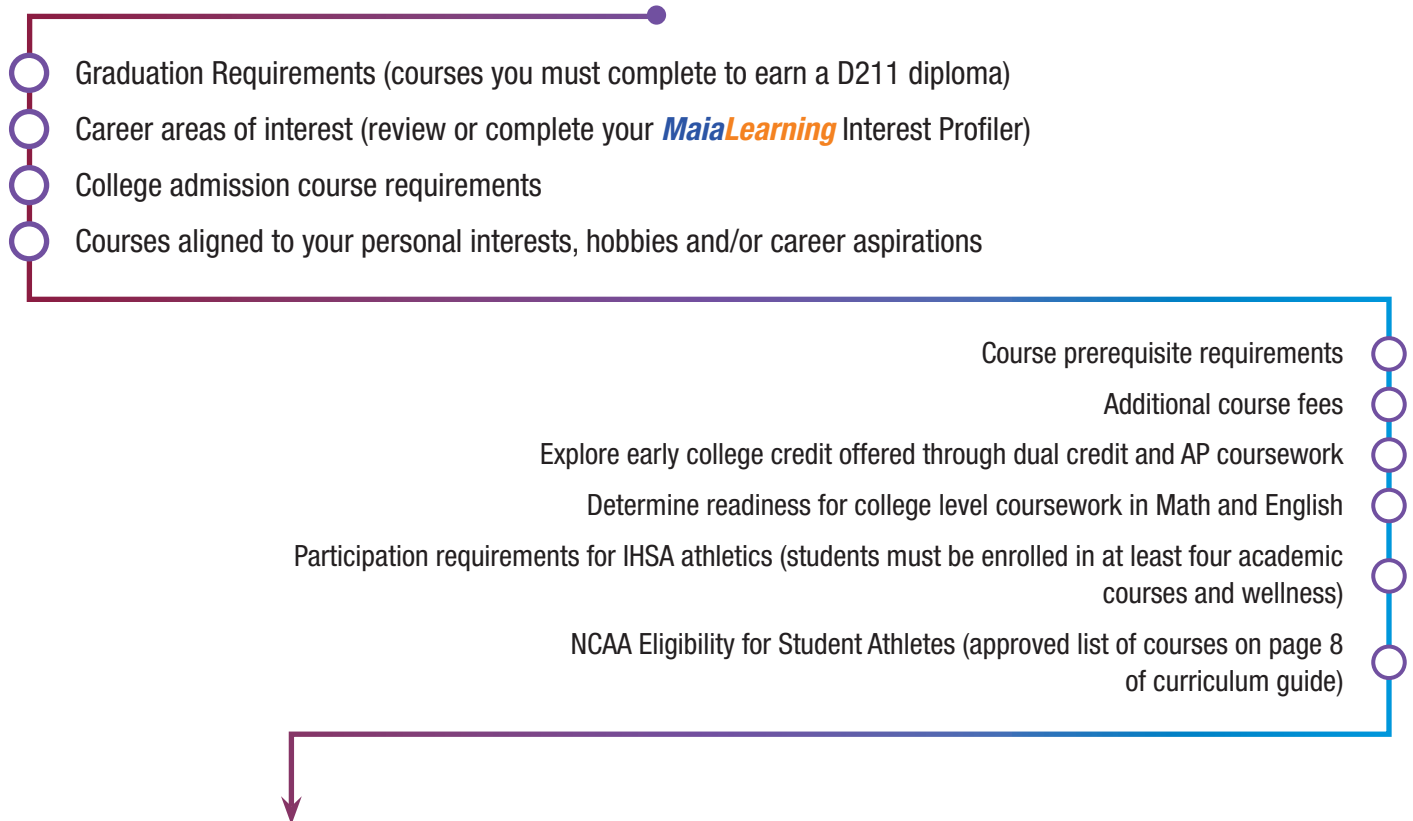 Graduation Requirements (courses you must complete to earn a D211 diploma)
Career areas of interest (review or complete your MaiaLearning Interest Profiler)
College admission course requirements
Courses aligned to your personal interests, hobbies and/or career aspirations
Course prerequisite requirements
Additional course fees
Explore early college credit offered through dual credit and AP coursework
Determine readiness for college level coursework in Math and English
Participation requirements for IHSA athletics (students must be enrolled in at least four academic
courses and wellness)
NCAA Eligibility for Student Athletes (approved list of courses on page 8
of curriculum guide)